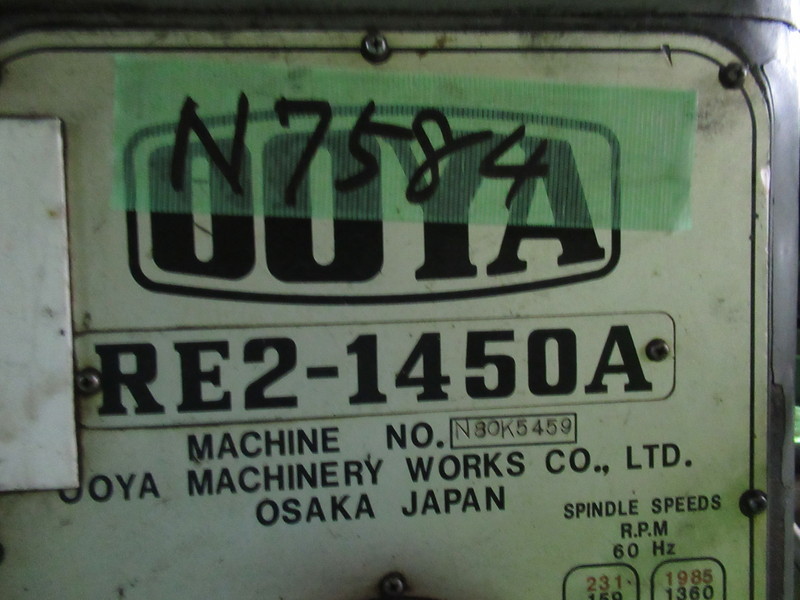 N7584
OOYA
RE2-1450A
MACHINE NO. N80K5459
OOYA MACHINERY WORKS CO., LTD.
OSAKA JAPAN
SPINDLE SPEEDS
R.P.M
60 Hz
231 1985
159 1360